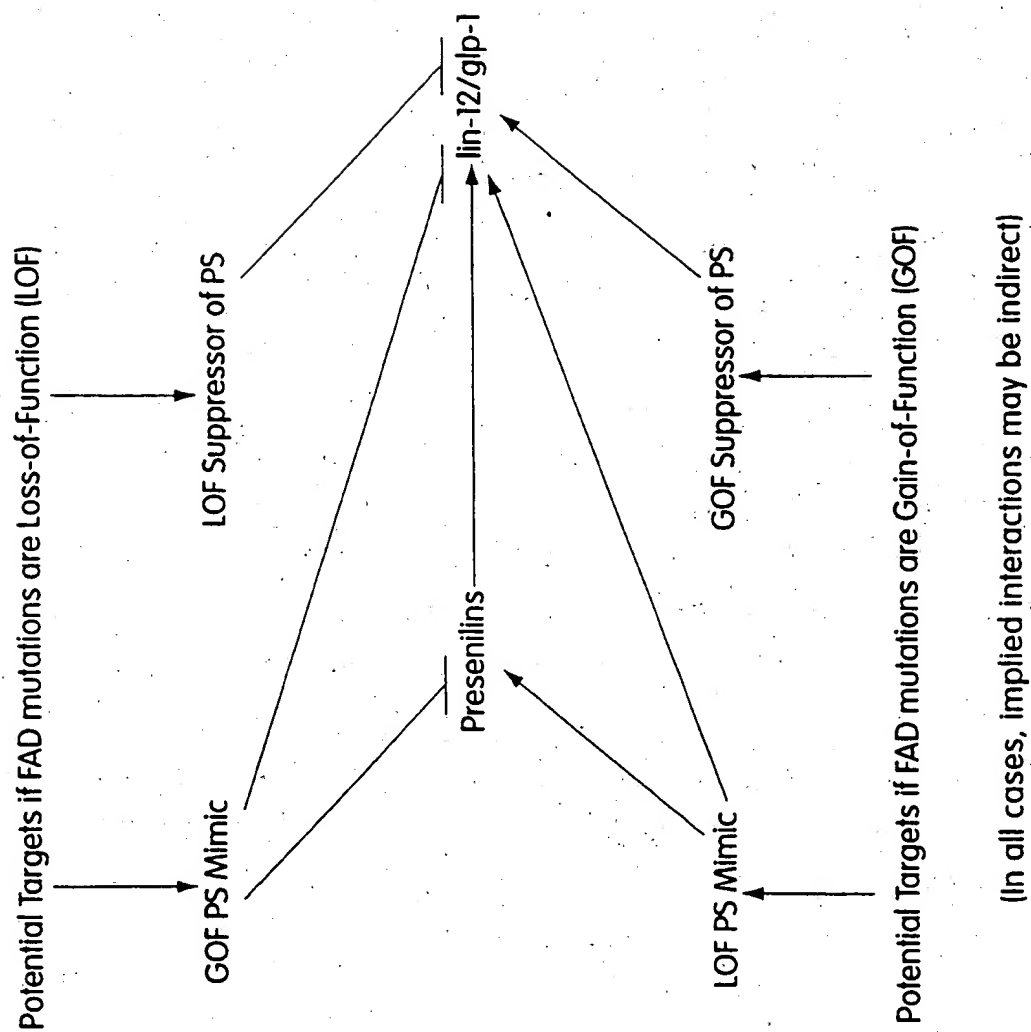 Potential Targets if FAD mutations are Loss-of-Function (LOF)
GOF PS Mimic
LOF Suppressor of PS
Presenilins
lin-12/glp-1
LOF PS Mimic
GOF Suppressor of PS
Potential Targets if FAD mutations are Gain-of-Function (GOF)
(In all cases, implied interactions may be indirect)